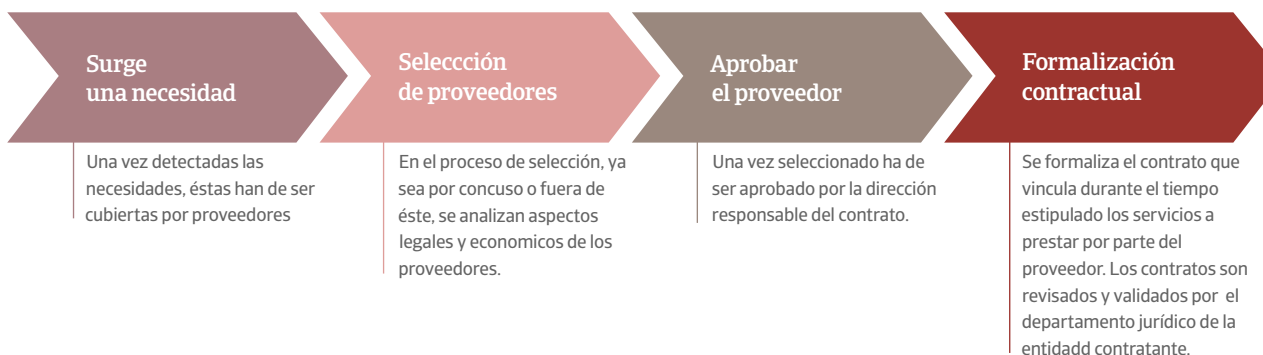 Surge
una necesidad
Una vez detectadas las
necesidades, éstas han de ser
cubiertas por proveedores
Seleccción
de proveedores
En el proceso de selección, ya
sea por concuso o fuera de
éste, se analizan aspectos
legales y economicos de los
proveedores.
Aprobar
el proveedor
Una vez seleccionado ha de
ser aprobado por la dirección
responsable del contrato.
Formalización
contractual
Se formaliza el contrato que
vincula durante el tiempo
estipulado los servicios a
prestar por parte del
proveedor. Los contratos son
revisados y validados por el
departamento jurídico de la
entidadd contratante.